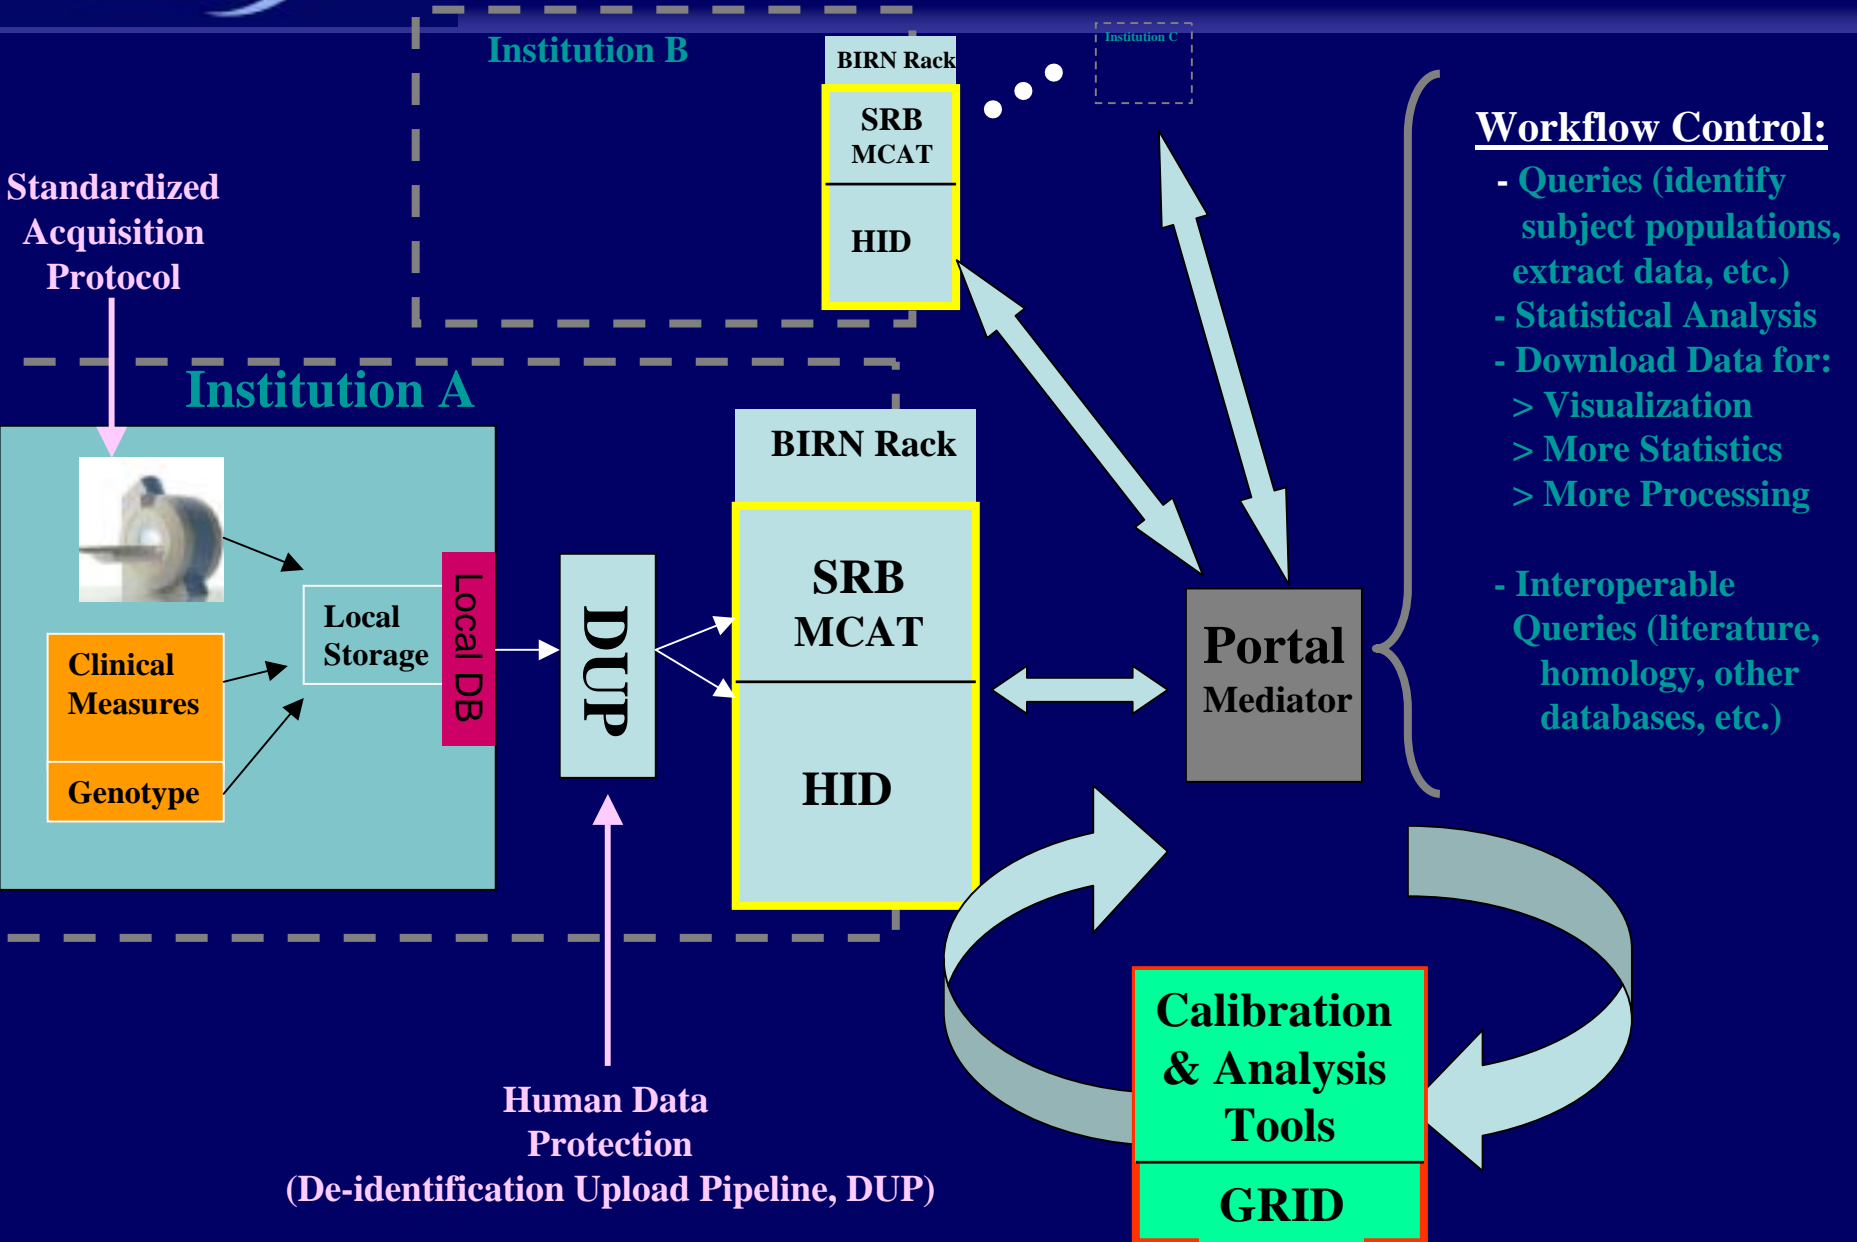 Institution B
BIRN Rack
SRB
MCAT
HID
Institution C
Standardized
Acquisition
Protocol
Institution A
Clinical
Measures
Genotype
Local
Storage
Local DB
DUP
BIRN Rack
SRB
MCAT
HID
Portal
Mediator
Workflow Control:
- Queries (identify
subject populations,
extract data, etc.)
- Statistical Analysis
- Download Data for:
> Visualization
> More Statistics
> More Processing
- Interoperable
Queries (literature,
homology, other
databases, etc.)
Human Data
Protection
(De-identification Upload Pipeline, DUP)
Calibration
& Analysis
Tools
GRID